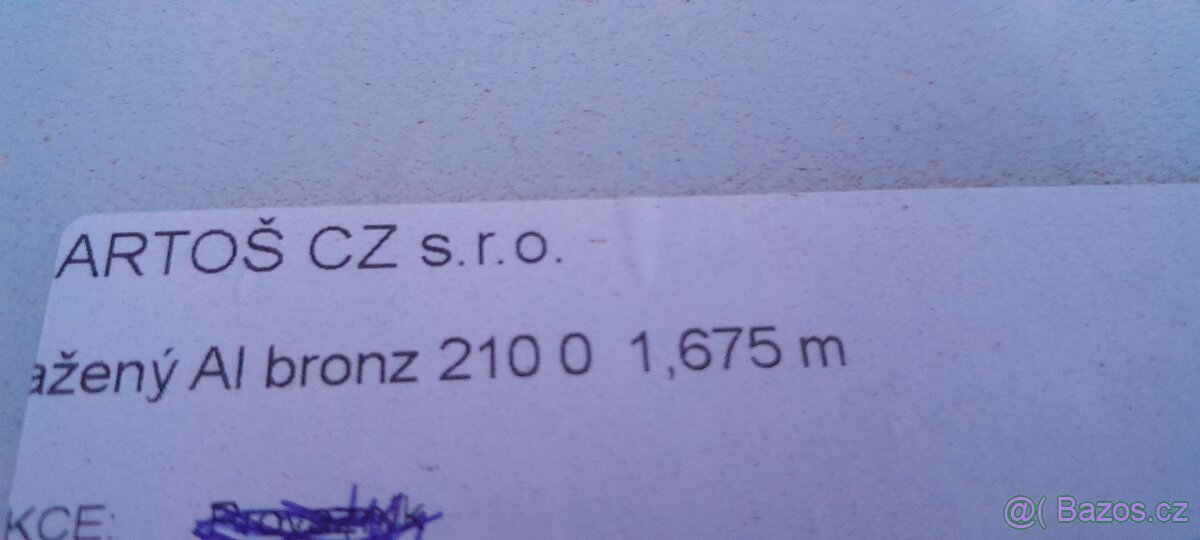 ARTOŠ CZ s.r.o.
ažený Al bronz 210 0 1,675 m
KCE:
@( Bazos.cz